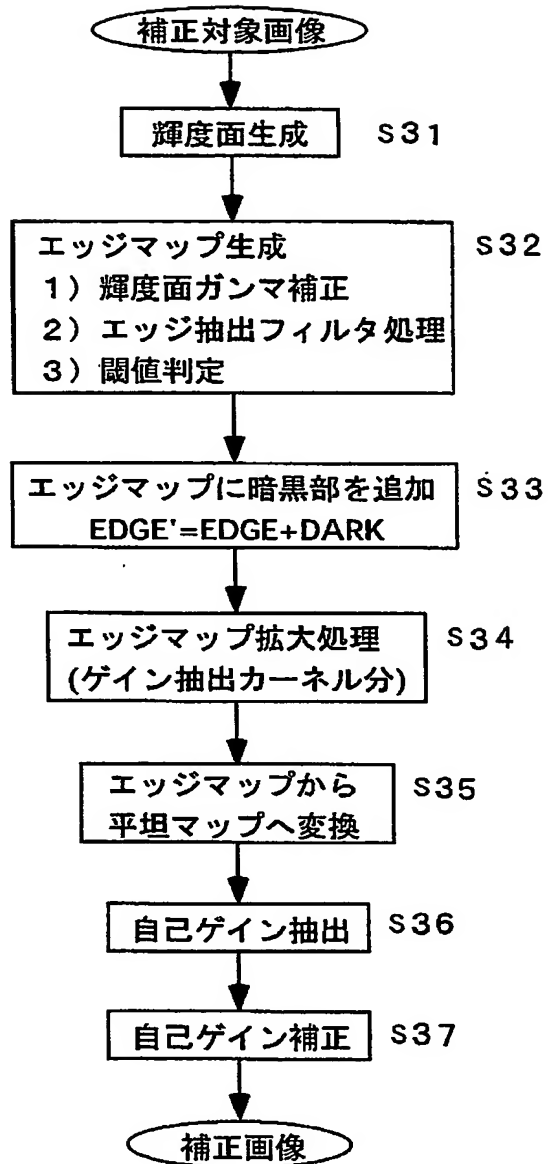 補正対象画像
輝度面生成 S31
エッジマップ生成 S32
1) 輝度面ガンマ補正
2) エッジ抽出フィルタ処理
3) 閾値判定
エッジマップに暗黒部を追加 S33
EDGE'=EDGE+DARK
エッジマップ拡大処理 S34
(ゲイン抽出カーネル分)
エッジマップから S35
平坦マップへ変換
自己ゲイン抽出 S36
自己ゲイン補正 S37
補正画像